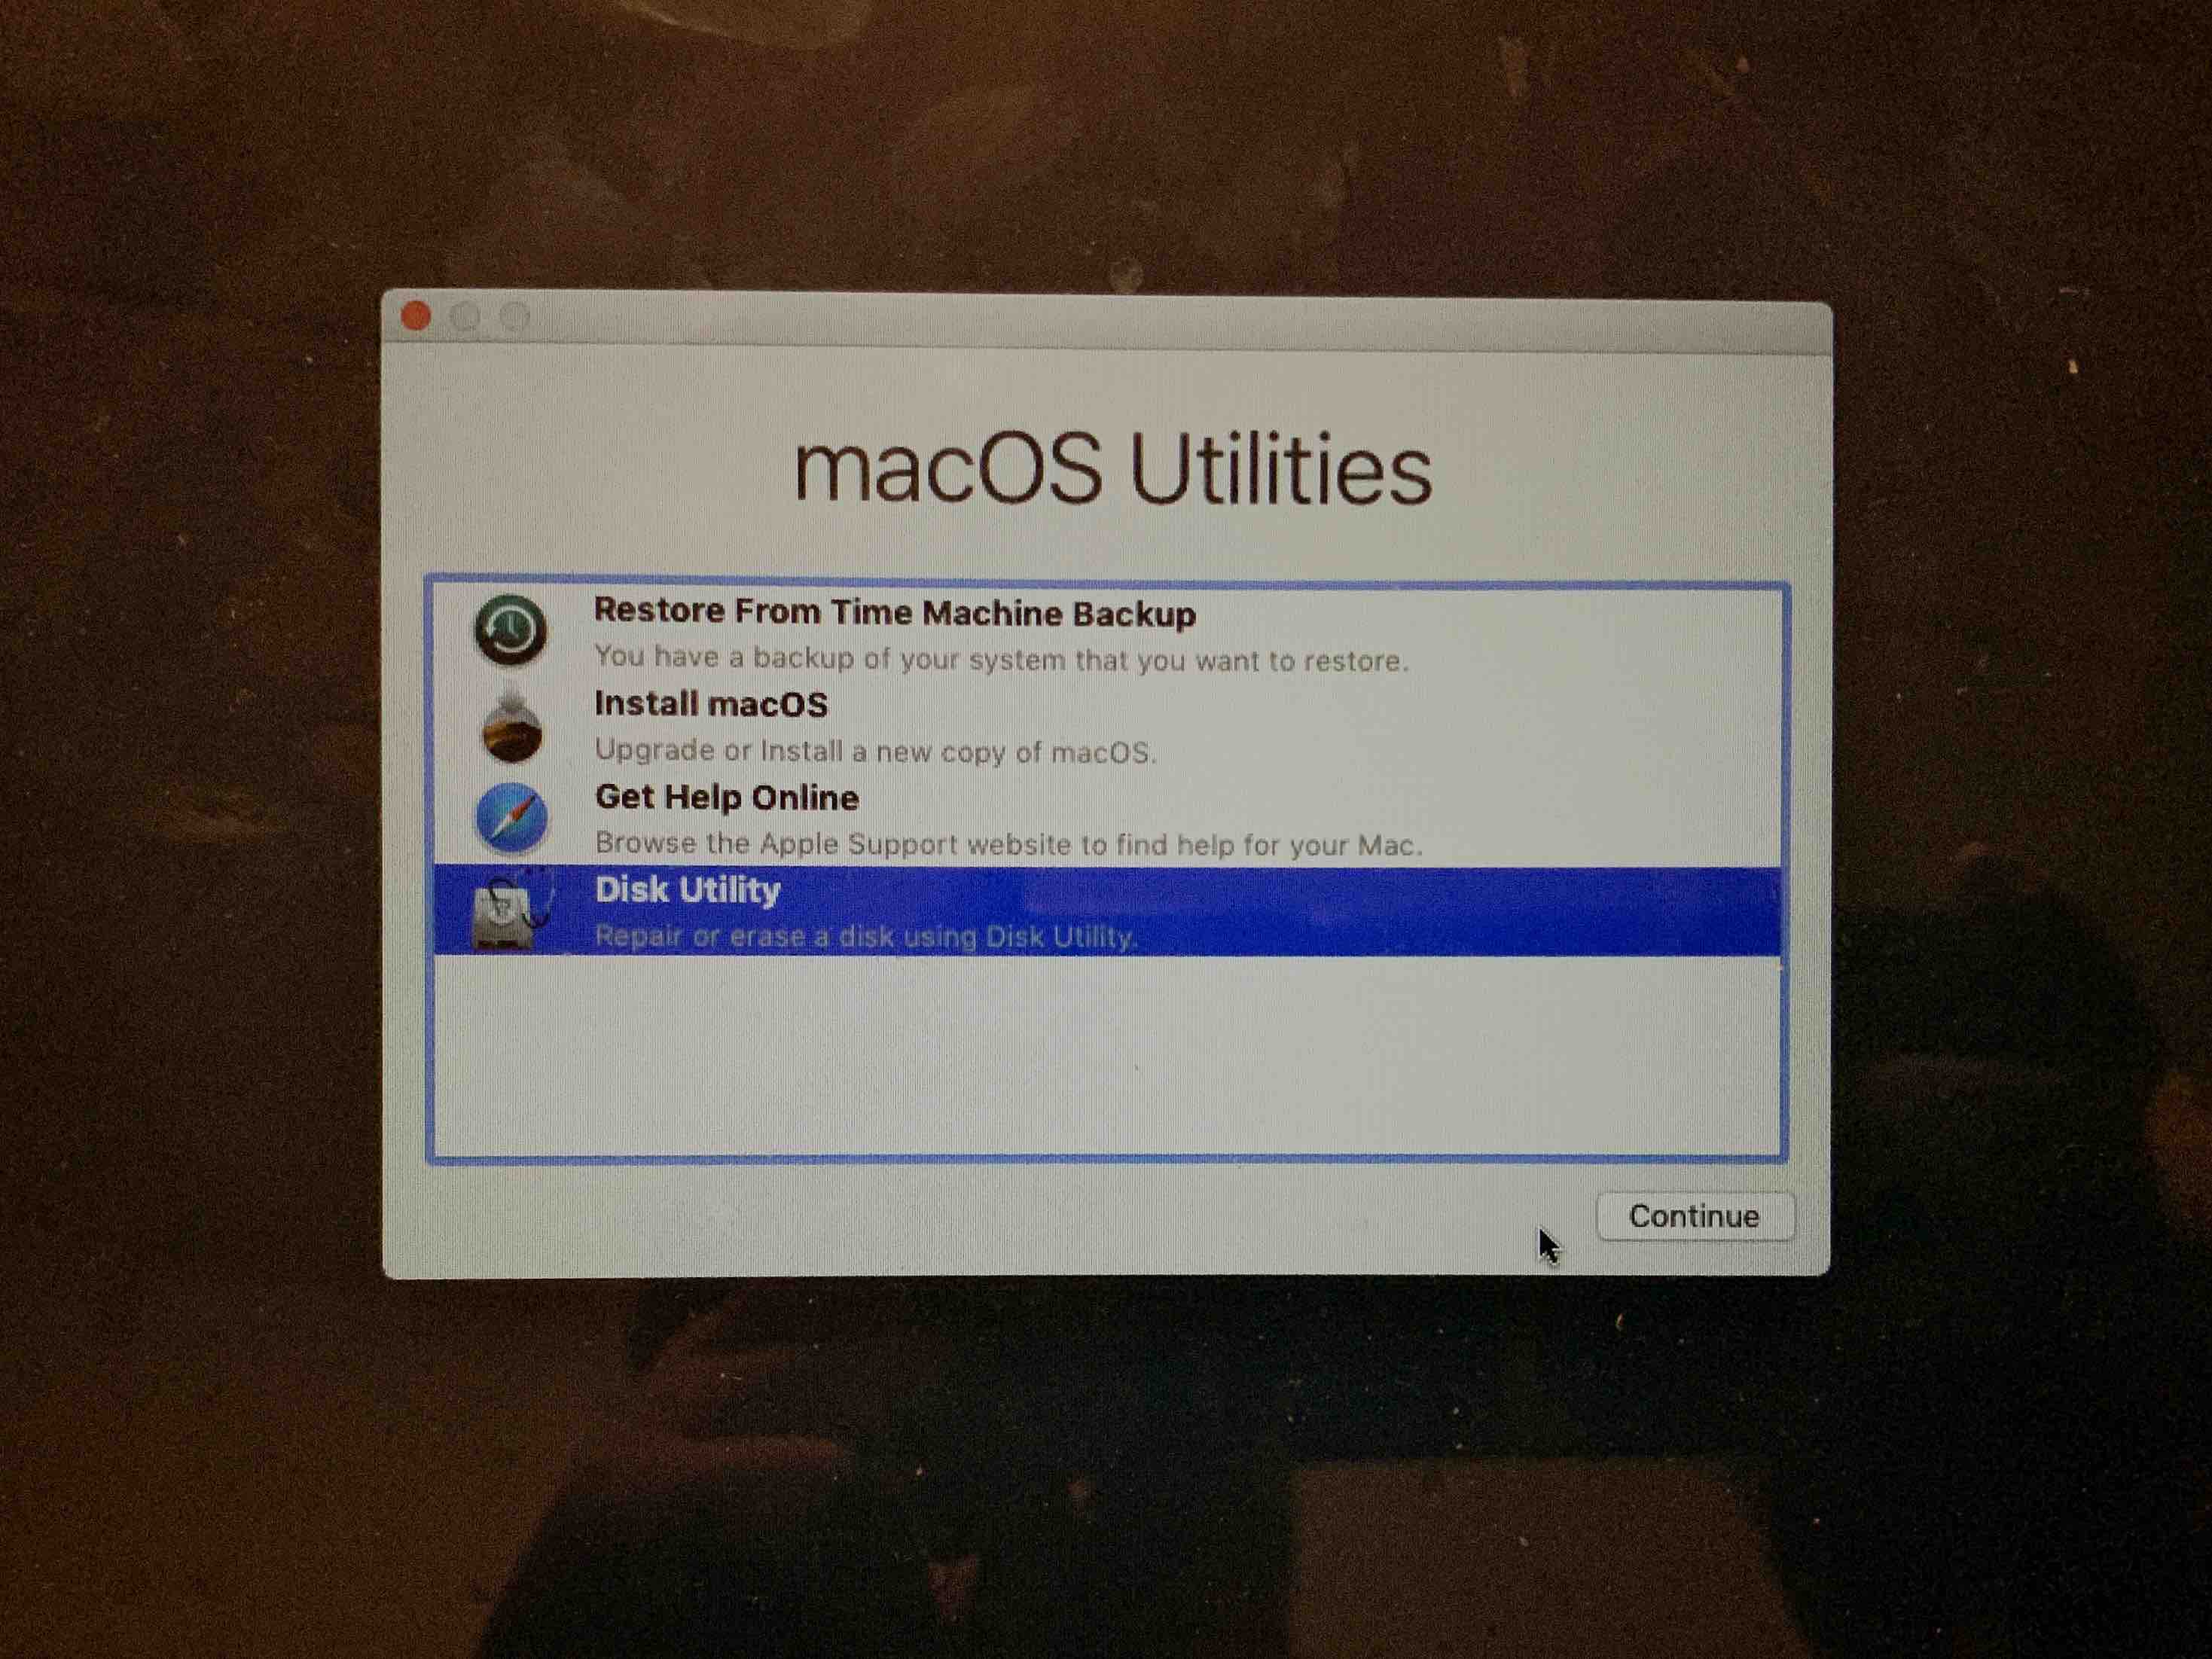 macOS Utilities
Restore From Time Machine Backup
You have a backup of your system that you want to restore.
Install macOS
Upgrade or Install a new copy of macOS.
Get Help Online
Browse the Apple Support website to find help for your Mac.
Disk Utility
Repair or erase a disk using Disk Utility.
Continue